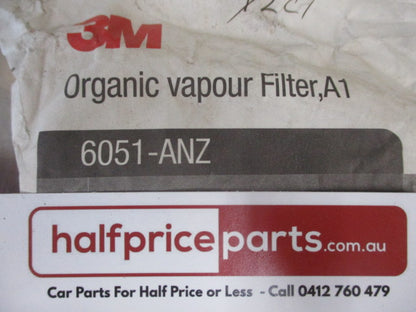 3M
Organic vapour Filter,A1
6051-ANZ
halfpriceparts.com.au
Car Parts For Half Price or Less - Call 0412 760 479